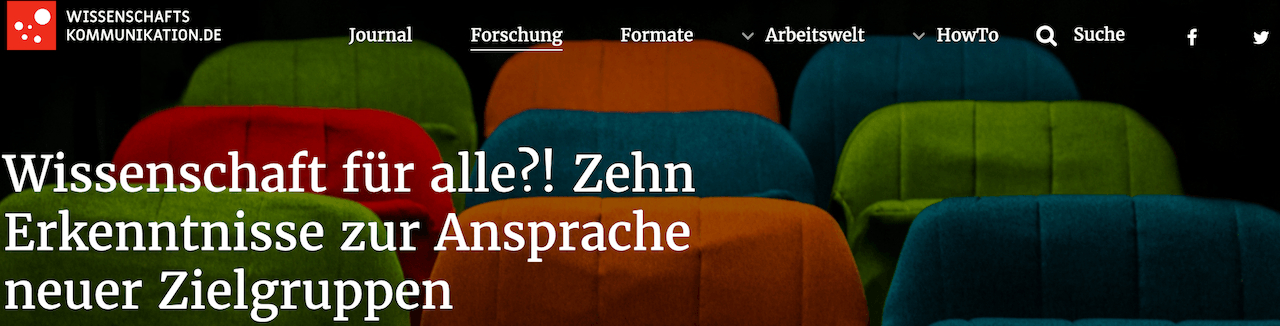 WISSENSCHAFTS
KOMMUNIKATION.DE
Journal Forschung Formate Arbeitswelt HowTo Suche
Wissenschaft für alle?! Zehn
Erkenntnisse zur Ansprache
neuer Zielgruppen